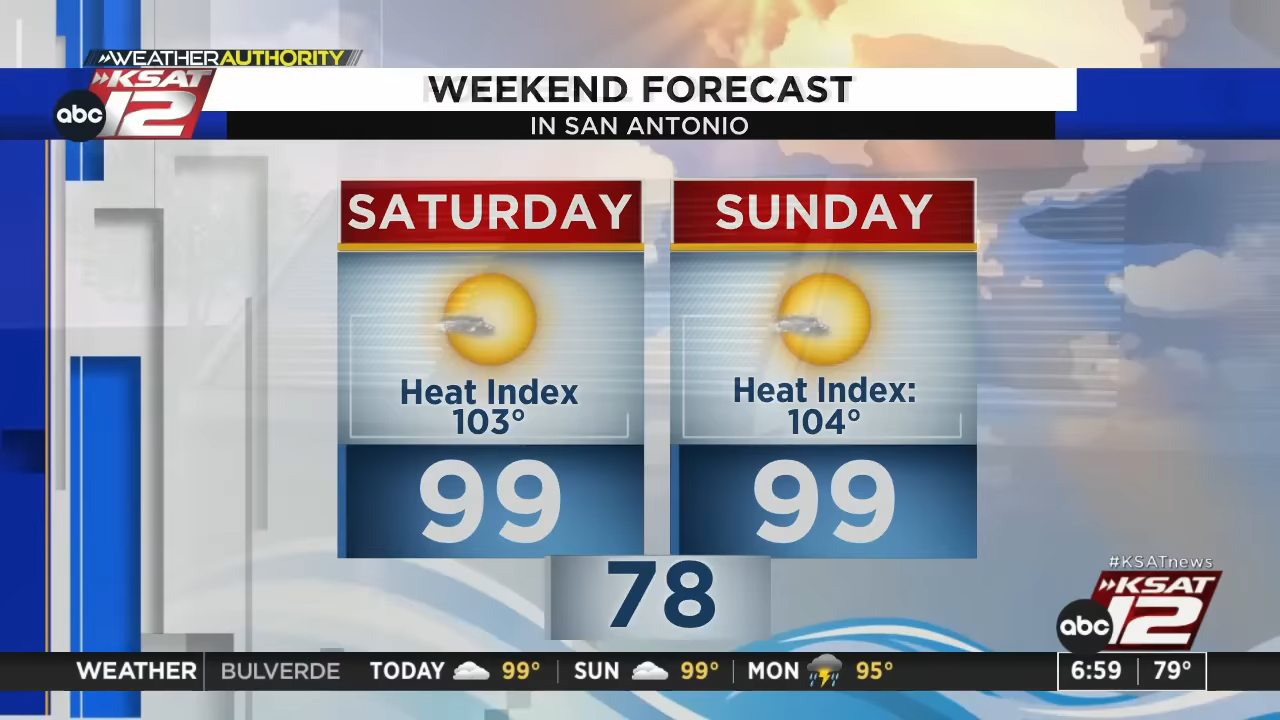 »WEATHERAUTHORITY
»KSAT
abc 12
WEEKEND FORECAST
IN SAN ANTONIO
SATURDAY
Heat Index
103°
99
SUNDAY
Heat Index:
104°
99
78
#KSATnews
»KSAT
abc 12
WEATHER BULVERDE TODAY 99° SUN 99° MON 95° 6:59 79°